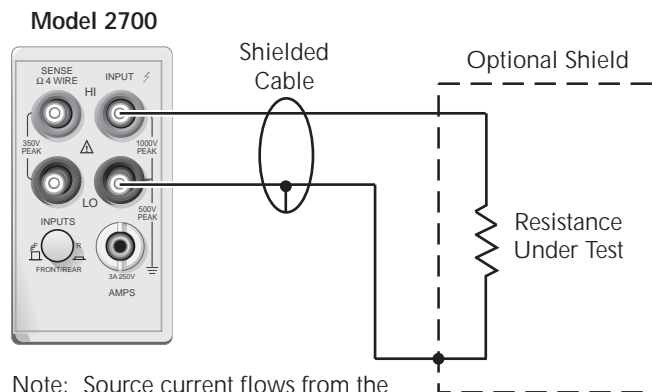 Model 2700
SENSE
Ω 4 WIRE
INPUT
HI
350V
PEAK
1000V
PEAK
LO
500V
PEAK
INPUTS
F
R
FRONT/REAR
3A 250V
AMPS
Shielded
Cable
Optional Shield
Resistance
Under Test
Note: Source current flows from the